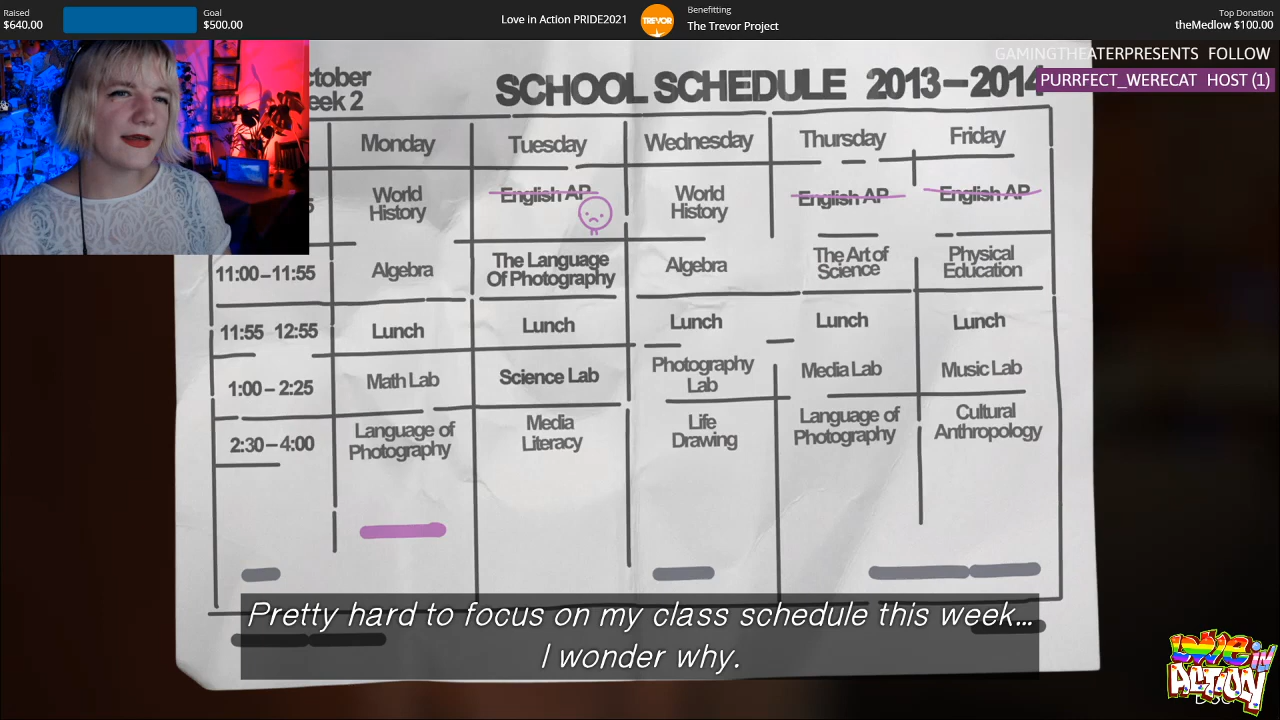 Raised
$640.00
Goal
$500.00
Love in Action PRIDE2021
TREVOR
Benefitting
The Trevor Project
Top Donation
theMedlow $100.00
GAMINGTHEATERPRESENTS FOLLOW
PURRFECT_WERECAT HOST (1)
SCHOOL SCHEDULE 2013-2014
Monday Tuesday Wednesday Thursday Friday
World History
English AP
World History
English AP
English AP
11:00-11:55
Algebra
The Language Of Photography
Algebra
The Art of Science
Physical Education
11:55 12:55
Lunch
Lunch
Lunch
Lunch
Lunch
1:00-2:25
Math Lab
Science Lab
Photography Lab
Media Lab
Music Lab
2:30-4:00
Language of Photography
Media Literacy
Life Drawing
Language of Photography
Cultural Anthropology
Pretty hard to focus on my class schedule this week...
I wonder why.
in
ACTION